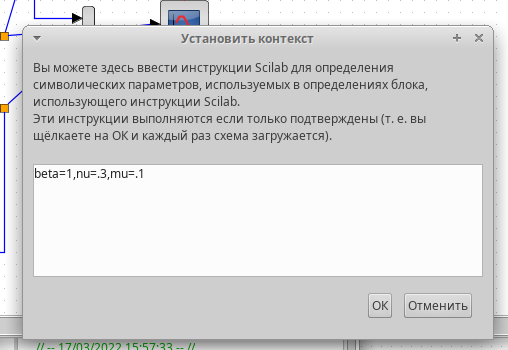 Установить контекст
Вы можете здесь ввести инструкции Scilab для определения
символических параметров, используемых в определениях блока,
использующего инструкции Scilab.
Эти инструкции выполняются если только подтверждены (т. е. вы
щёлкаете на ОК и каждый раз схема загружается).
beta=1,nu=.3,mu=.1
ОК
Отменить
// -- 17/03/2022 15:57:33 -- //